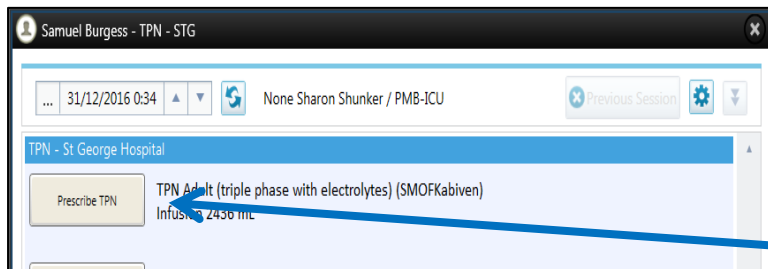 Samuel Burgess - TPN - STG
... 31/12/2016 0:34 None Sharon Shunker / PMB-ICU Previous Session
TPN - St George Hospital
Prescribe TPN
TPN Adult (triple phase with electrolytes) (SMOFKabiven)
Infusion 2436 mL